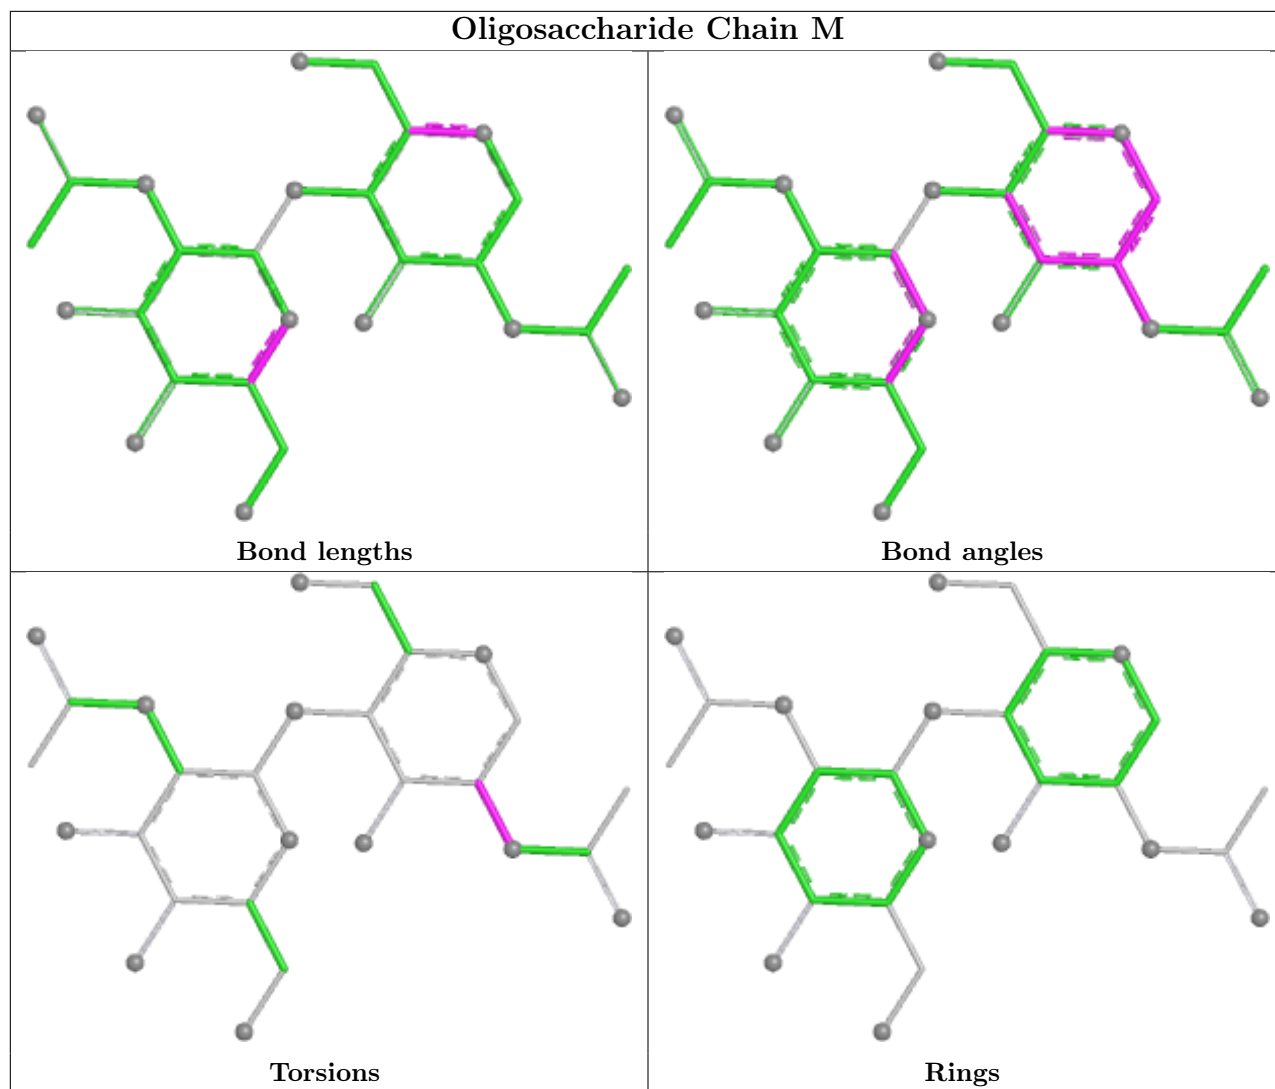 Oligosaccharide Chain M
Bond lengths
Bond angles
Torsions
Rings